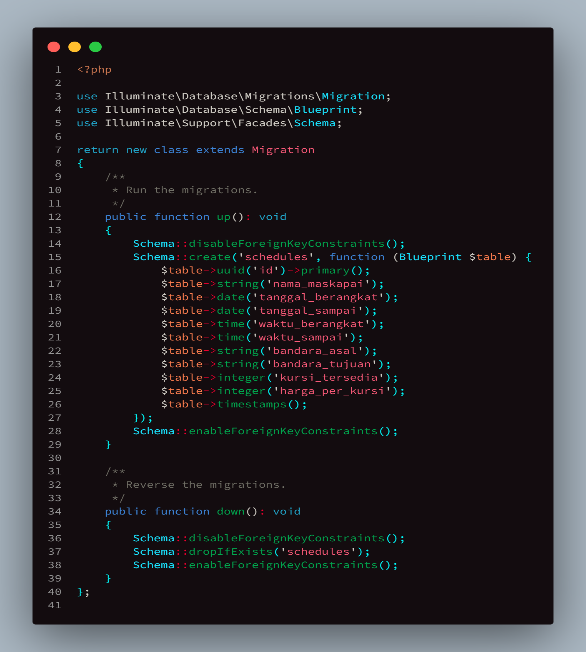 1 <?php
2
3 use Illuminate\Database\Migrations\Migration;
4 use Illuminate\Database\Schema\Blueprint;
5 use Illuminate\Support\Facades\Schema;
6
7 return new class extends Migration
8 {
9     /**
10      * Run the migrations.
11      */
12     public function up(): void
13     {
14         Schema::disableForeignKeyConstraints();
15         Schema::create('schedules', function (Blueprint $table) {
16             $table->uuid('id')->primary();
17             $table->string('nama_maskapai');
18             $table->date('tanggal_berangkat');
19             $table->date('tanggal_sampai');
20             $table->time('waktu_berangkat');
21             $table->time('waktu_sampai');
22             $table->string('bandara_asal');
23             $table->string('bandara_tujuan');
24             $table->integer('kursi_tersedia');
25             $table->integer('harga_per_kursi');
26             $table->timestamps();
27         });
28         Schema::enableForeignKeyConstraints();
29     }
30
31     /**
32      * Reverse the migrations.
33      */
34     public function down(): void
35     {
36         Schema::disableForeignKeyConstraints();
37         Schema::dropIfExists('schedules');
38         Schema::enableForeignKeyConstraints();
39     }
40 };
41